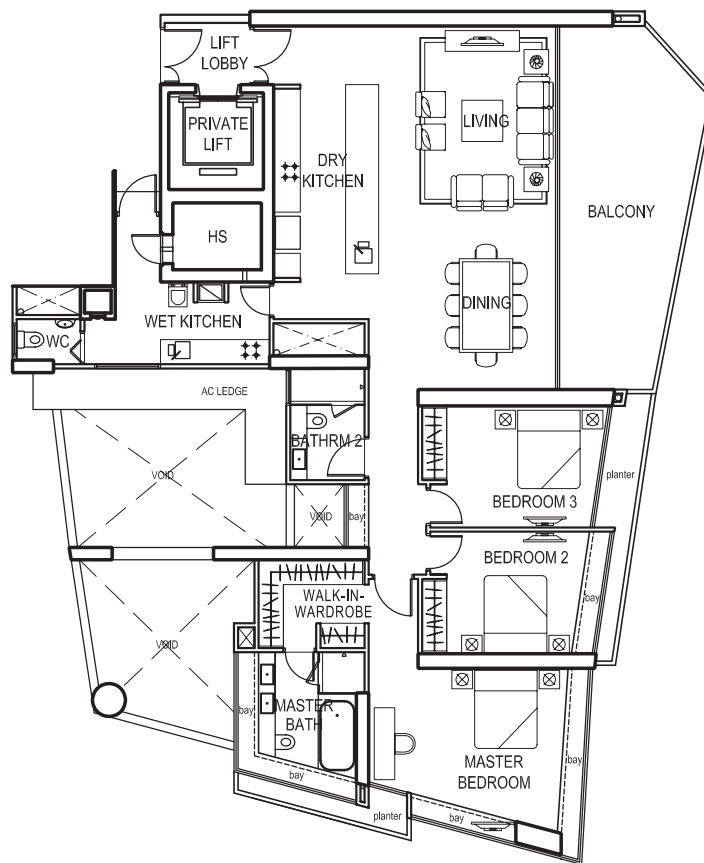 LIFT
LOBBY
PRIVATE
LIFT
LIVING
DRY
KITCHEN
BALCONY
HS
DINING
WET KITCHEN
WC
AC LEDGE
BATHRM 2
VOID
planter
BEDROOM 3
VOID
bay
BEDROOM 2
bay
WALK-IN-
WARDROBE
VOID
MASTER
BATH
bay
bay
MASTER
BEDROOM
bay
planter
bay